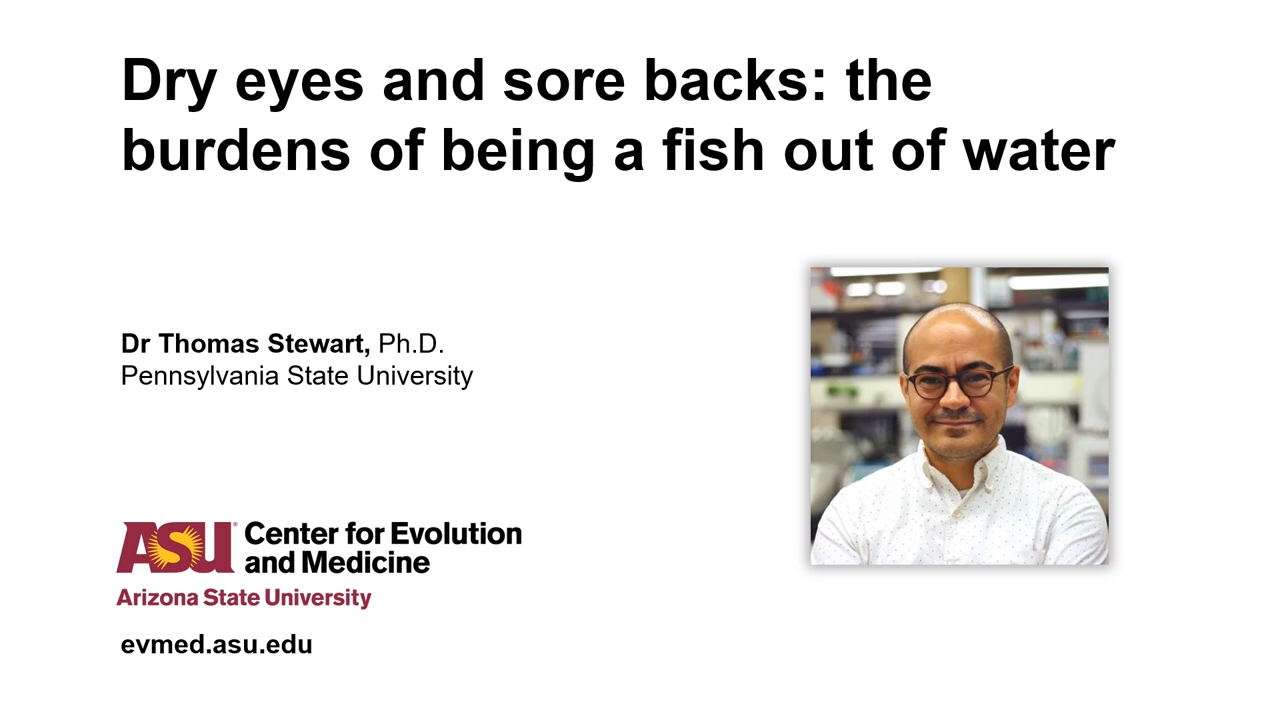 Dry eyes and sore backs: the
burdens of being a fish out of water
Dr Thomas Stewart, Ph.D.
Pennsylvania State University
ASU® Center for Evolution
and Medicine
Arizona State University
evmed.asu.edu